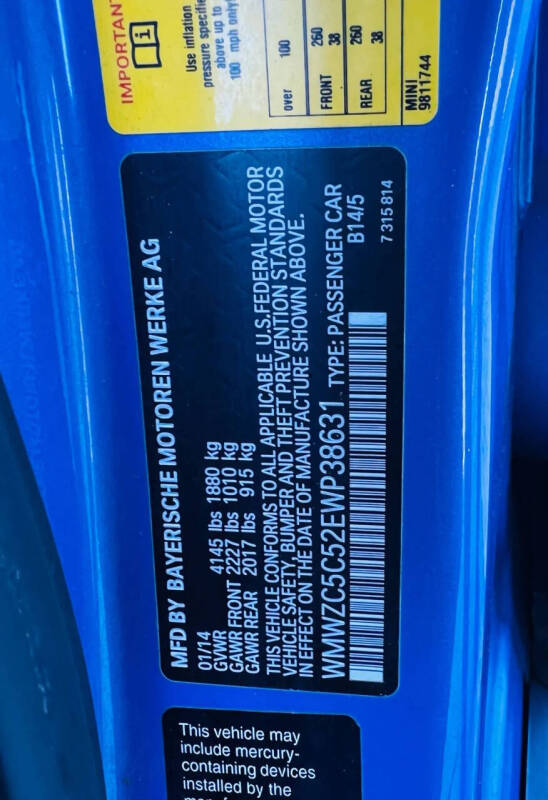 IMPORTANT
Use inflation
pressure specifie
above up to
100 mph only
over 100
FRONT 260 38
REAR 260 38
MINI
9811744
MFD BY BAYERISCHE MOTOREN WERKE AG
01/14
GVWR 4145 lbs 1880 kg
GAWR FRONT 2227 lbs 1010 kg
GAWR REAR 2017 lbs 915 kg
THIS VEHICLE CONFORMS TO ALL APPLICABLE U.S.FEDERAL MOTOR
VEHICLE SAFETY, BUMPER AND THEFT PREVENTION STANDARDS
IN EFFECT ON THE DATE OF MANUFACTURE SHOWN ABOVE.
WMWZC5C52EWP38631 TYPE: PASSENGER CAR
B14/5
7 315 814
This vehicle may
include mercury-
containing devices
installed by the